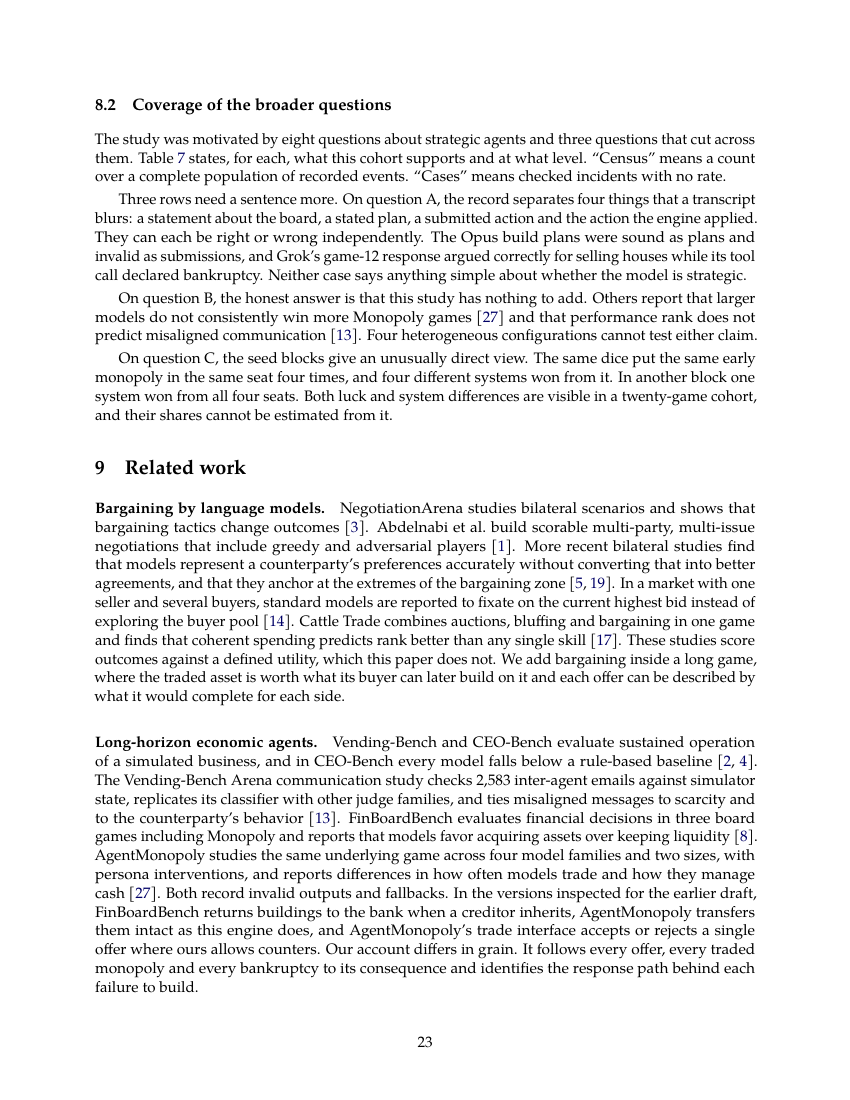 8.2 Coverage of the broader questions
The study was motivated by eight questions about strategic agents and three questions that cut across
them. Table 7 states, for each, what this cohort supports and at what level. “Census” means a count
over a complete population of recorded events. “Cases” means checked incidents with no rate.
Three rows need a sentence more. On question A, the record separates four things that a transcript
blurs: a statement about the board, a stated plan, a submitted action and the action the engine applied.
They can each be right or wrong independently. The Opus build plans were sound as plans and
invalid as submissions, and Grok’s game-12 response argued correctly for selling houses while its tool
call declared bankruptcy. Neither case says anything simple about whether the model is strategic.
On question B, the honest answer is that this study has nothing to add. Others report that larger
models do not consistently win more Monopoly games [27] and that performance rank does not
predict misaligned communication [13]. Four heterogeneous configurations cannot test either claim.
On question C, the seed blocks give an unusually direct view. The same dice put the same early
monopoly in the same seat four times, and four different systems won from it. In another block one
system won from all four seats. Both luck and system differences are visible in a twenty-game cohort,
and their shares cannot be estimated from it.
9 Related work
Bargaining by language models. NegotiationArena studies bilateral scenarios and shows that
bargaining tactics change outcomes [3]. Abdelnabi et al. build scorable multi-party, multi-issue
negotiations that include greedy and adversarial players [1]. More recent bilateral studies find
that models represent a counterparty’s preferences accurately without converting that into better
agreements, and that they anchor at the extremes of the bargaining zone [5, 19]. In a market with one
seller and several buyers, standard models are reported to fixate on the current highest bid instead of
exploring the buyer pool [14]. Cattle Trade combines auctions, bluffing and bargaining in one game
and finds that coherent spending predicts rank better than any single skill [17]. These studies score
outcomes against a defined utility, which this paper does not. We add bargaining inside a long game,
where the traded asset is worth what its buyer can later build on it and each offer can be described by
what it would complete for each side.
Long-horizon economic agents. Vending-Bench and CEO-Bench evaluate sustained operation
of a simulated business, and in CEO-Bench every model falls below a rule-based baseline [2, 4].
The Vending-Bench Arena communication study checks 2,583 inter-agent emails against simulator
state, replicates its classifier with other judge families, and ties misaligned messages to scarcity and
to the counterparty’s behavior [13]. FinBoardBench evaluates financial decisions in three board
games including Monopoly and reports that models favor acquiring assets over keeping liquidity [8].
AgentMonopoly studies the same underlying game across four model families and two sizes, with
persona interventions, and reports differences in how often models trade and how they manage
cash [27]. Both record invalid outputs and fallbacks. In the versions inspected for the earlier draft,
FinBoardBench returns buildings to the bank when a creditor inherits, AgentMonopoly transfers
them intact as this engine does, and AgentMonopoly’s trade interface accepts or rejects a single
offer where ours allows counters. Our account differs in grain. It follows every offer, every traded
monopoly and every bankruptcy to its consequence and identifies the response path behind each
failure to build.
23